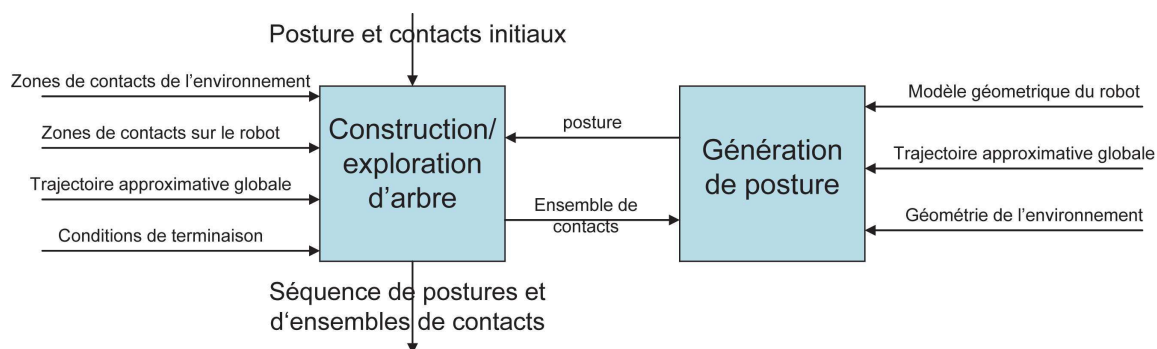 Posture et contacts initiaux
Zones de contacts de l'environnement
Zones de contacts sur le robot
Trajectoire approximative globale
Conditions de terminaison
Construction/
exploration
d'arbre
posture
Ensemble de
contacts
Génération
de posture
Modèle géometrique du robot
Trajectoire approximative globale
Géométrie de l'environnement
Séquence de postures et
d'ensembles de contacts